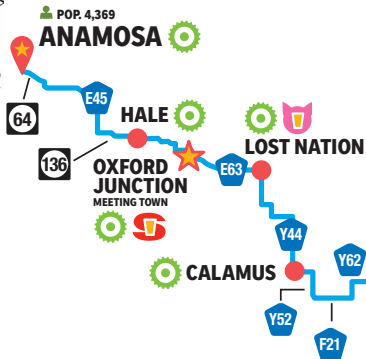 POP. 4,369
ANAMOSA
64
E45
HALE
136
OXFORD
JUNCTION
MEETING TOWN
E63
LOST NATION
Y44
CALAMUS
Y62
Y52
F21